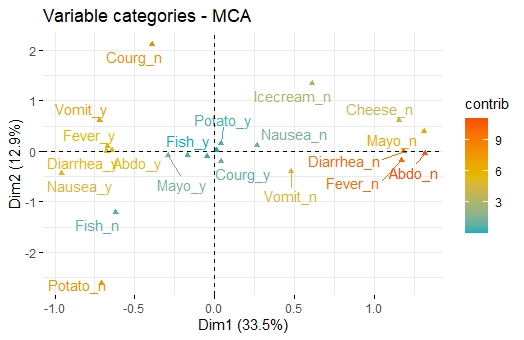 Variable categories - MCA
2
Courg_n
contrib
Icecream_n
Vomit_y
Cheese_n
1
Potato_y
9
Fever_y
Fish_y
Nausea_n
Mayo_n
6
0
Diarrhea_y
Abdo_y
Diarrhea_n
3
Nausea_y
Mayo_y
Courg_y
Fever_n
Abdo_n
Vomit_n
-1
Fish_n
-2
Potato_n
Dim2 (12.9%)
-1.0
-0.5
0.0
0.5
1.0
Dim1 (33.5%)